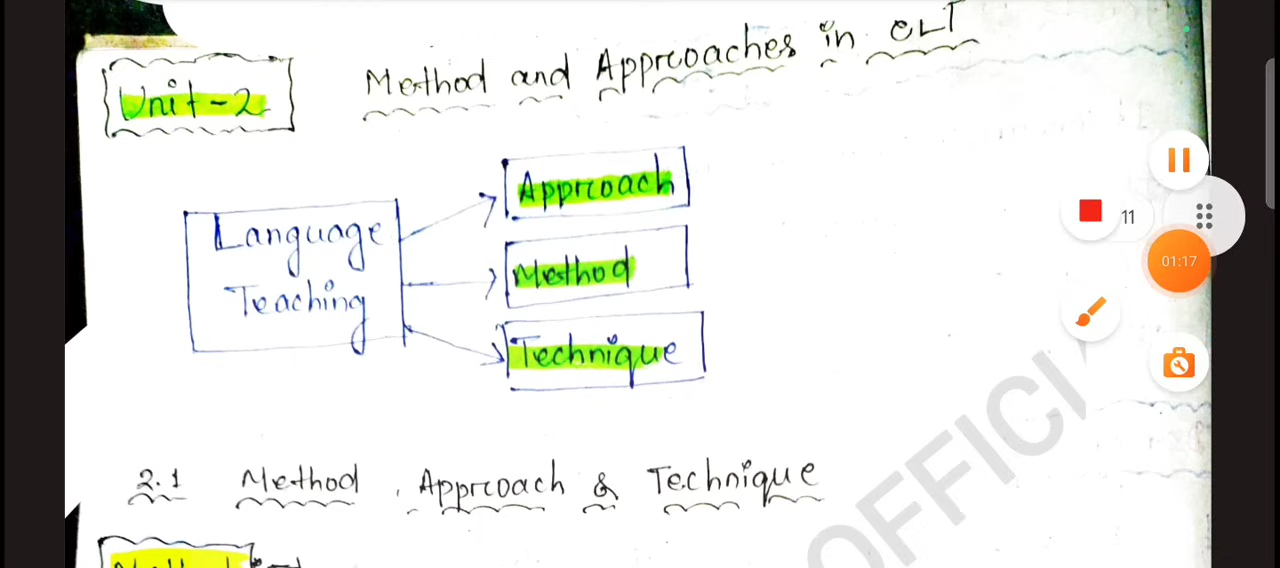 Unit-2
Method and Approaches in ELT
Language
Teaching
Approach
Method
Technique
2.1 Method, Approach & Technique
OFFICI
11
01:17